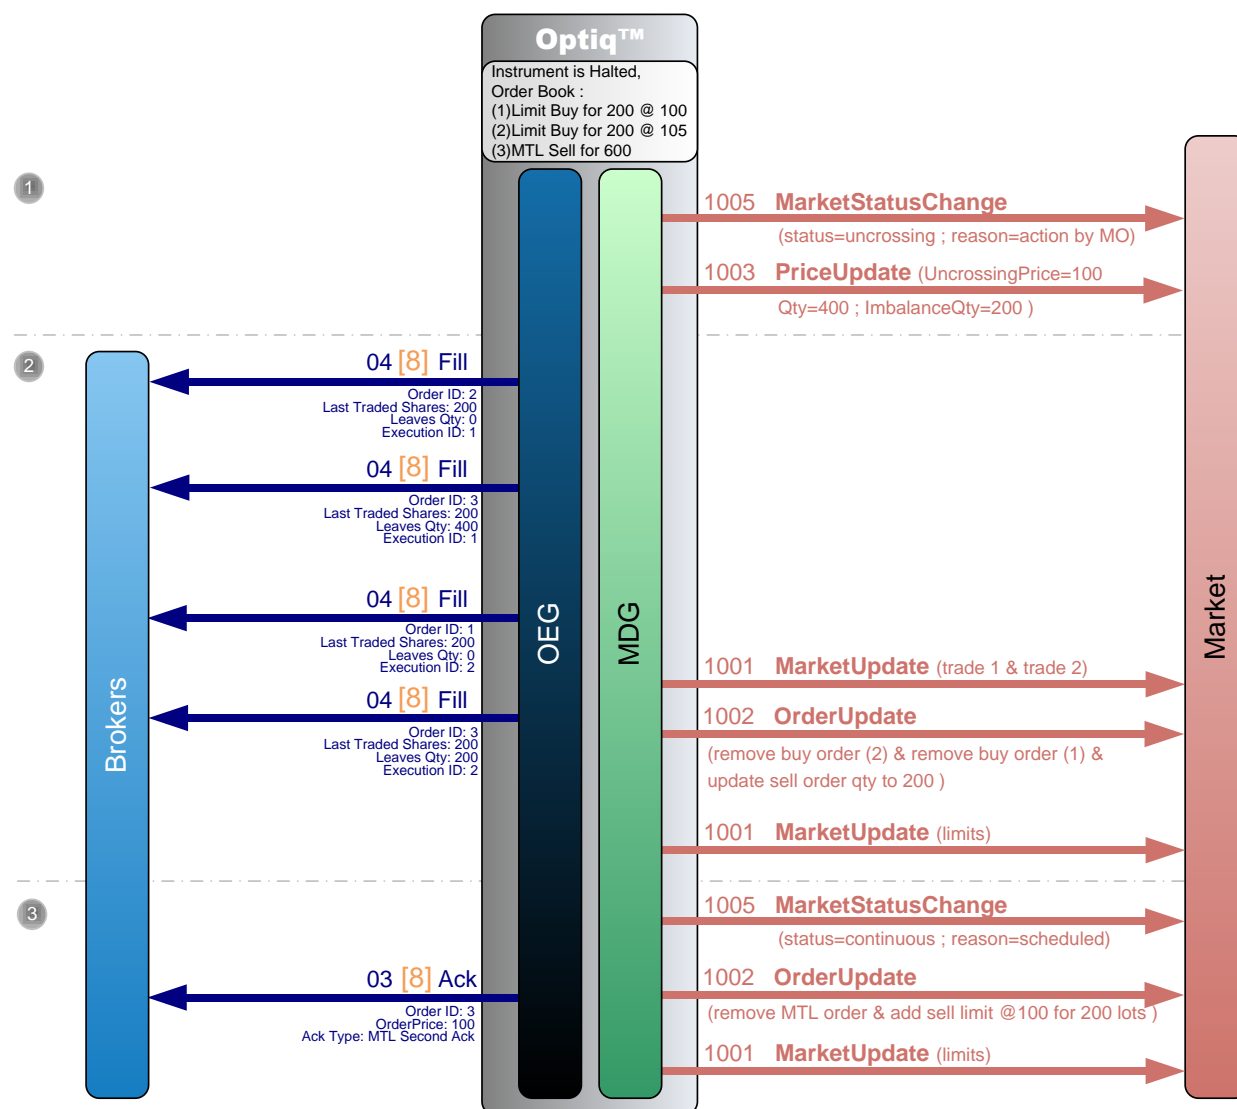 Optiq™
Instrument is Halted,
Order Book :
(1)Limit Buy for 200 @ 100
(2)Limit Buy for 200 @ 105
(3)MTL Sell for 600
1
1005 MarketStatusChange
(status=uncrossing ; reason=action by MO)
1003 PriceUpdate (UncrossingPrice=100
Qty=400 ; ImbalanceQty=200 )
2
04 [8] Fill
Order ID: 2
Last Traded Shares: 200
Leaves Qty: 0
Execution ID: 1
04 [8] Fill
Order ID: 3
Last Traded Shares: 200
Leaves Qty: 400
Execution ID: 1
04 [8] Fill
Order ID: 1
Last Traded Shares: 200
Leaves Qty: 0
Execution ID: 2
04 [8] Fill
Order ID: 3
Last Traded Shares: 200
Leaves Qty: 200
Execution ID: 2
Brokers
OEG
MDG
Market
1001 MarketUpdate (trade 1 & trade 2)
1002 OrderUpdate
(remove buy order (2) & remove buy order (1) &
update sell order qty to 200 )
1001 MarketUpdate (limits)
3
1005 MarketStatusChange
(status=continuous ; reason=scheduled)
03 [8] Ack
Order ID: 3
OrderPrice: 100
Ack Type: MTL Second Ack
1002 OrderUpdate
(remove MTL order & add sell limit @100 for 200 lots )
1001 MarketUpdate (limits)